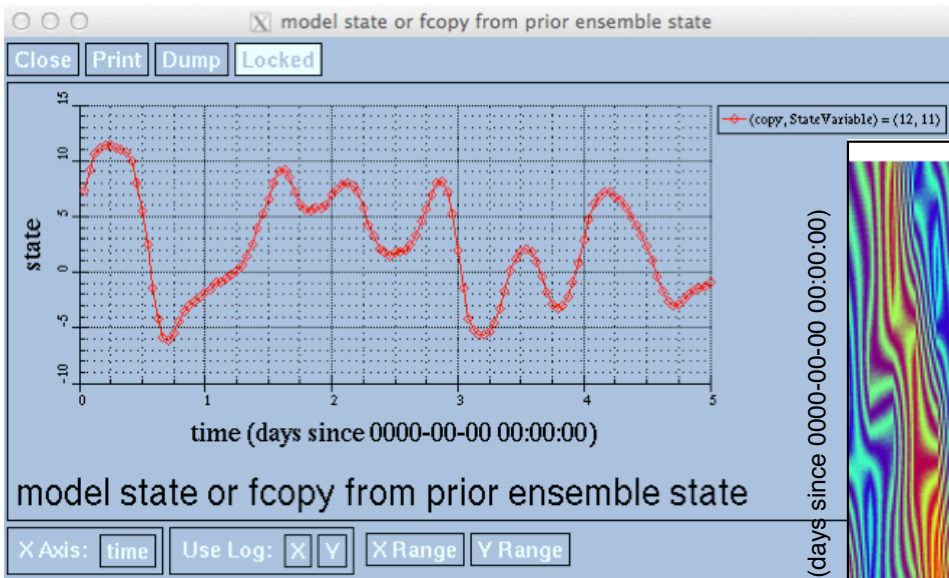 model state or fcopy from prior ensemble state
Close Print Dump Locked
(copy, StateVariable) = (12, 11)
15
10
5
0
-5
-10
state
0 1 2 3 4 5
time (days since 0000-00-00 00:00:00)
model state or fcopy from prior ensemble state
X Axis: time Use Log: X Y X Range Y Range
(days since 0000-00-00 00:00:00)